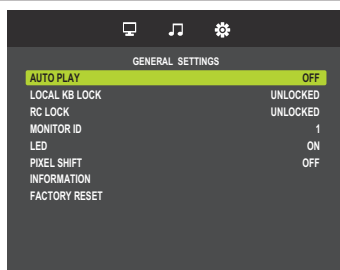 GENERAL SETTINGS
AUTO PLAY OFF
LOCAL KB LOCK UNLOCKED
RC LOCK UNLOCKED
MONITOR ID 1
LED ON
PIXEL SHIFT OFF
INFORMATION
FACTORY RESET